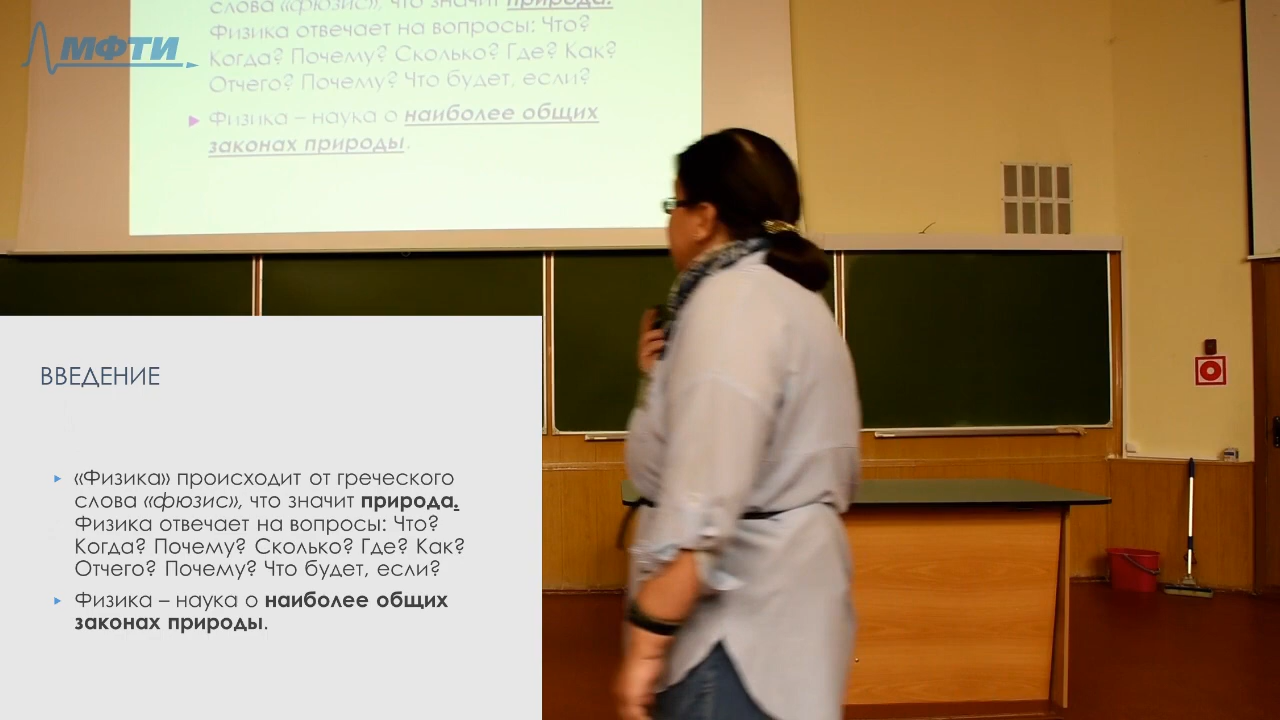 слова «фюзис», что значит природа.
Физика отвечает на вопросы: Что?
Когда? Почему? Сколько? Где? Как?
Отчего? Почему? Что будет, если?
Физика – наука о наиболее общих
законах природы.
МФТИ
ВВЕДЕНИЕ
«Физика» происходит от греческого
слова «фюзис», что значит природа.
Физика отвечает на вопросы: Что?
Когда? Почему? Сколько? Где? Как?
Отчего? Почему? Что будет, если?
Физика – наука о наиболее общих
законах природы.